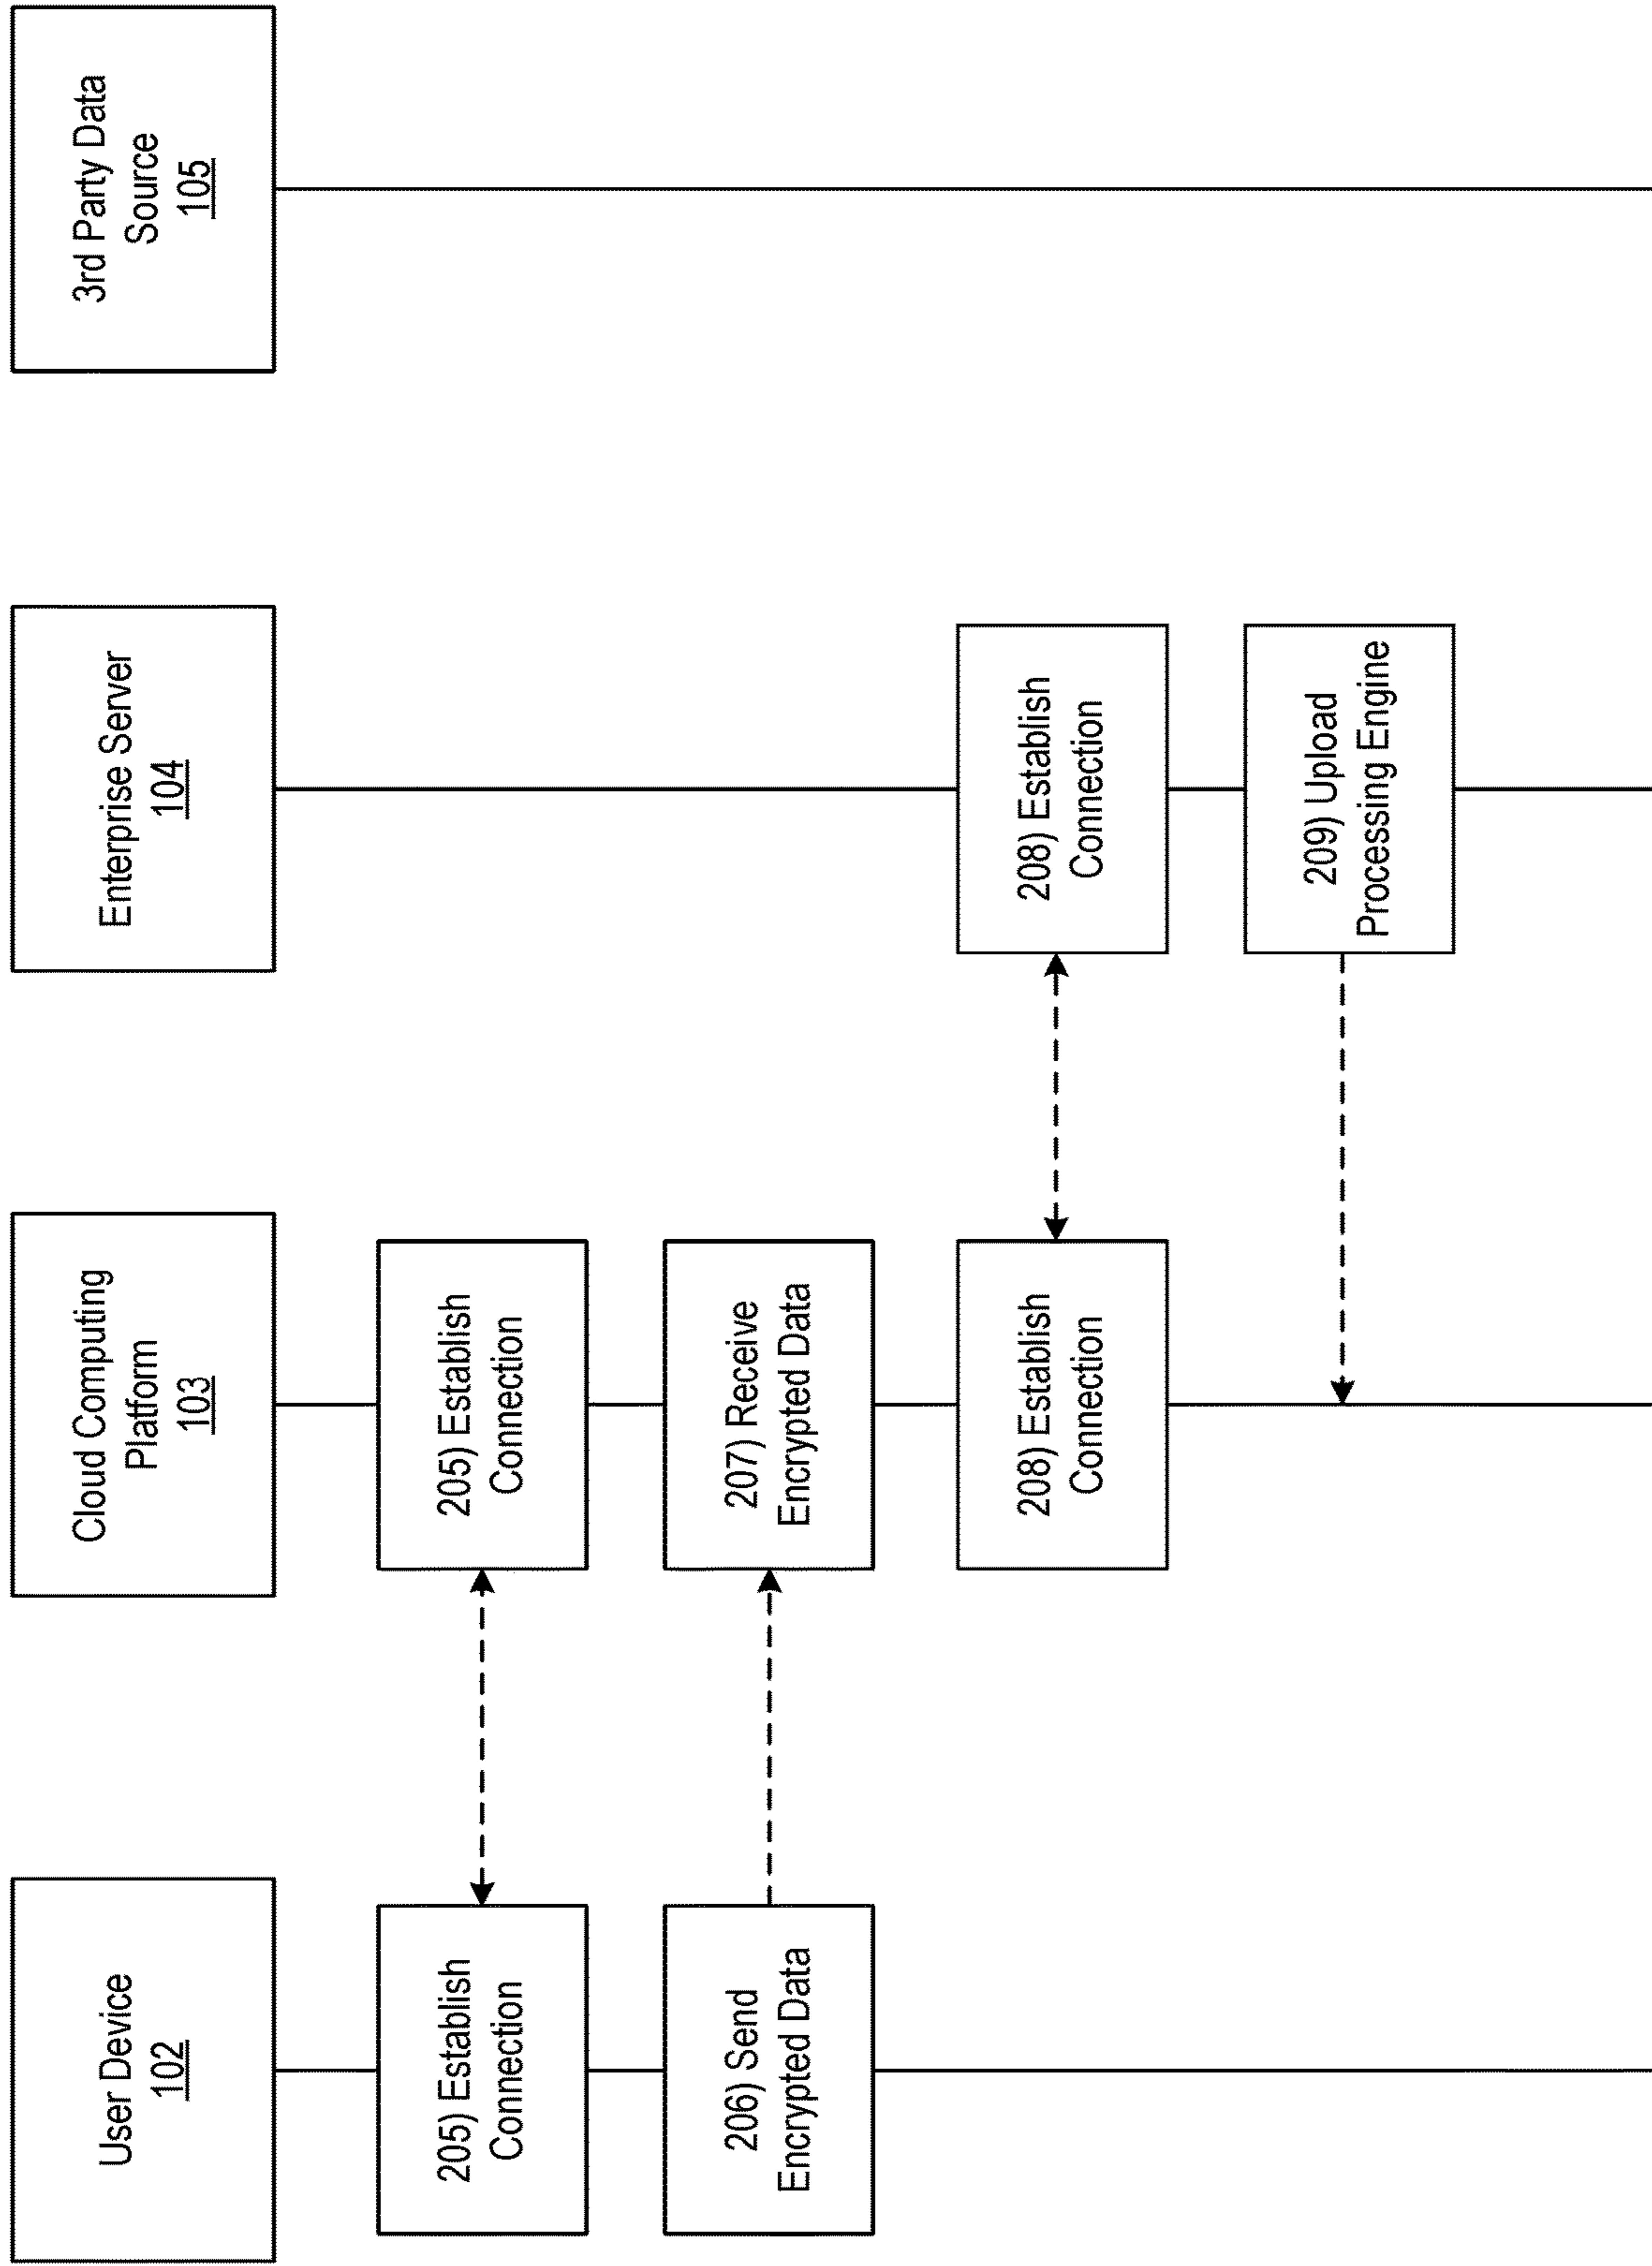 User Device
102
Cloud Computing
Platform
103
Enterprise Server
104
3rd Party Data
Source
105
205) Establish
Connection
205) Establish
Connection
206) Send
Encrypted Data
207) Receive
Encrypted Data
208) Establish
Connection
208) Establish
Connection
209) Upload
Processing Engine